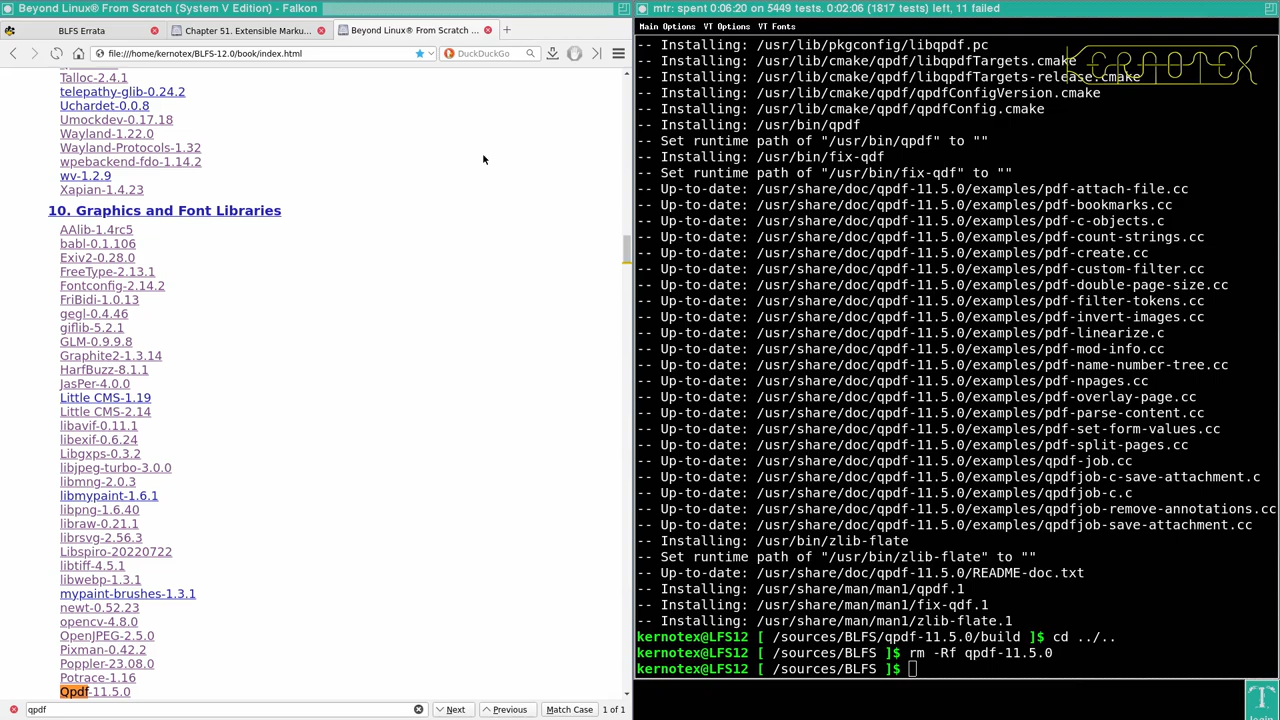 Beyond Linux® From Scratch (System V Edition) - Falkon
BLFS Errata
Chapter 51. Extensible Marku...
Beyond Linux® From Scratch ...
file:///home/kernotex/BLFS-12.0/book/index.html
DuckDuckGo
Talloc-2.4.1
telepathy-glib-0.24.2
Uchardet-0.0.8
Umockdev-0.17.18
Wayland-1.22.0
Wayland-Protocols-1.32
wpebackend-fdo-1.14.2
wv-1.2.9
Xapian-1.4.23
10. Graphics and Font Libraries
AAlib-1.4rc5
babl-0.1.106
Exiv2-0.28.0
FreeType-2.13.1
Fontconfig-2.14.2
FriBidi-1.0.13
gegl-0.4.46
giflib-5.2.1
GLM-0.9.9.8
Graphite2-1.3.14
HarfBuzz-8.1.1
JasPer-4.0.0
Little CMS-1.19
Little CMS-2.14
libavif-0.11.1
libexif-0.6.24
Libgxps-0.3.2
libjpeg-turbo-3.0.0
libmng-2.0.3
libmypaint-1.6.1
libpng-1.6.40
libraw-0.21.1
librsvg-2.56.3
Libspiro-20220722
libtiff-4.5.1
libwebp-1.3.1
mypaint-brushes-1.3.1
newt-0.52.23
opencv-4.8.0
OpenJPEG-2.5.0
Pixman-0.42.2
Poppler-23.08.0
Potrace-1.16
Qpdf-11.5.0
qpdf
Next
Previous
Match Case
1 of 1
mtr: spent 0:06:20 on 5449 tests. 0:02:06 (1817 tests) left, 11 failed
Main Options VT Options VT Fonts
KERNOTEX
-- Installing: /usr/lib/pkgconfig/libqpdf.pc
-- Installing: /usr/lib/cmake/qpdf/libqpdfTargets.cmake
-- Installing: /usr/lib/cmake/qpdf/libqpdfTargets-release.cmake
-- Installing: /usr/lib/cmake/qpdf/qpdfConfigVersion.cmake
-- Installing: /usr/lib/cmake/qpdf/qpdfConfig.cmake
-- Installing: /usr/bin/qpdf
-- Set runtime path of "/usr/bin/qpdf" to ""
-- Installing: /usr/bin/fix-qdf
-- Set runtime path of "/usr/bin/fix-qdf" to ""
-- Up-to-date: /usr/share/doc/qpdf-11.5.0/examples/pdf-attach-file.cc
-- Up-to-date: /usr/share/doc/qpdf-11.5.0/examples/pdf-bookmarks.cc
-- Up-to-date: /usr/share/doc/qpdf-11.5.0/examples/pdf-c-objects.c
-- Up-to-date: /usr/share/doc/qpdf-11.5.0/examples/pdf-count-strings.cc
-- Up-to-date: /usr/share/doc/qpdf-11.5.0/examples/pdf-create.cc
-- Up-to-date: /usr/share/doc/qpdf-11.5.0/examples/pdf-custom-filter.cc
-- Up-to-date: /usr/share/doc/qpdf-11.5.0/examples/pdf-double-page-size.cc
-- Up-to-date: /usr/share/doc/qpdf-11.5.0/examples/pdf-filter-tokens.cc
-- Up-to-date: /usr/share/doc/qpdf-11.5.0/examples/pdf-invert-images.cc
-- Up-to-date: /usr/share/doc/qpdf-11.5.0/examples/pdf-linearize.c
-- Up-to-date: /usr/share/doc/qpdf-11.5.0/examples/pdf-mod-info.cc
-- Up-to-date: /usr/share/doc/qpdf-11.5.0/examples/pdf-name-number-tree.cc
-- Up-to-date: /usr/share/doc/qpdf-11.5.0/examples/pdf-npages.cc
-- Up-to-date: /usr/share/doc/qpdf-11.5.0/examples/pdf-overlay-page.cc
-- Up-to-date: /usr/share/doc/qpdf-11.5.0/examples/pdf-parse-content.cc
-- Up-to-date: /usr/share/doc/qpdf-11.5.0/examples/pdf-set-form-values.cc
-- Up-to-date: /usr/share/doc/qpdf-11.5.0/examples/pdf-split-pages.cc
-- Up-to-date: /usr/share/doc/qpdf-11.5.0/examples/qpdf-job.cc
-- Up-to-date: /usr/share/doc/qpdf-11.5.0/examples/qpdfjob-c-save-attachment.c
-- Up-to-date: /usr/share/doc/qpdf-11.5.0/examples/qpdfjob-c.c
-- Up-to-date: /usr/share/doc/qpdf-11.5.0/examples/qpdfjob-remove-annotations.cc
-- Up-to-date: /usr/share/doc/qpdf-11.5.0/examples/qpdfjob-save-attachment.cc
-- Installing: /usr/bin/zlib-flate
-- Set runtime path of "/usr/bin/zlib-flate" to ""
-- Up-to-date: /usr/share/doc/qpdf-11.5.0/README-doc.txt
-- Installing: /usr/share/man/man1/qpdf.1
-- Installing: /usr/share/man/man1/fix-qdf.1
-- Installing: /usr/share/man/man1/zlib-flate.1
kernotex@LFS12 [ /sources/BLFS/qpdf-11.5.0/build ]$ cd ../..
kernotex@LFS12 [ /sources/BLFS ]$ rm -Rf qpdf-11.5.0
kernotex@LFS12 [ /sources/BLFS ]$
login